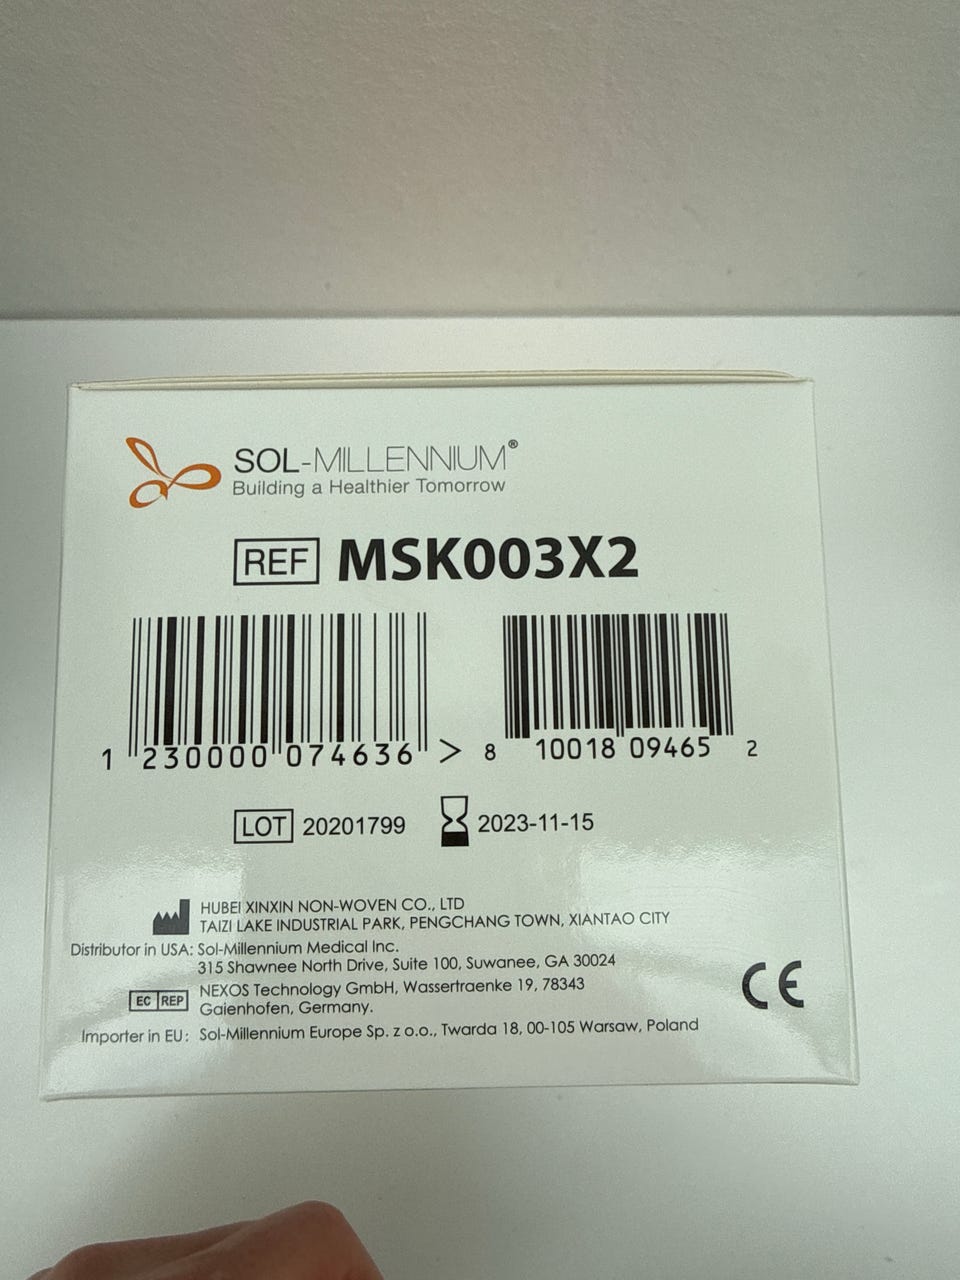 SOL-MILLENNIUM®
Building a Healthier Tomorrow
REF MSK003X2
1 230000 074636 > 8 10018 09465 2
LOT 20201799 2023-11-15
HUBEI XINXIN NON-WOVEN CO., LTD
TAIZI LAKE INDUSTRIAL PARK, PENGCHANG TOWN, XIANTAO CITY
Distributor in USA: Sol-Millennium Medical Inc.
315 Shawnee North Drive, Suite 100, Suwanee, GA 30024
EC REP NEXOS Technology GmbH, Wassertraenke 19, 78343
Gaienhofen, Germany.
CE
Importer in EU: Sol-Millennium Europe Sp. z o.o., Twarda 18, 00-105 Warsaw, Poland